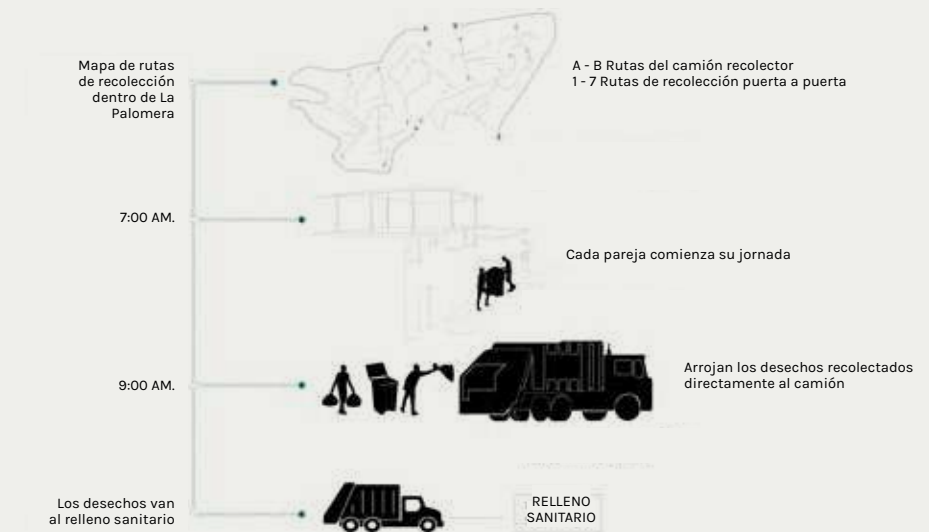 Mapa de rutas
de recolección
dentro de La
Palomera
A - B Rutas del camión recolector
1 - 7 Rutas de recolección puerta a puerta
7:00 AM.
Cada pareja comienza su jornada
9:00 AM.
Arrojan los desechos recolectados
directamente al camión
Los desechos van
al relleno sanitario
RELLENO
SANITARIO